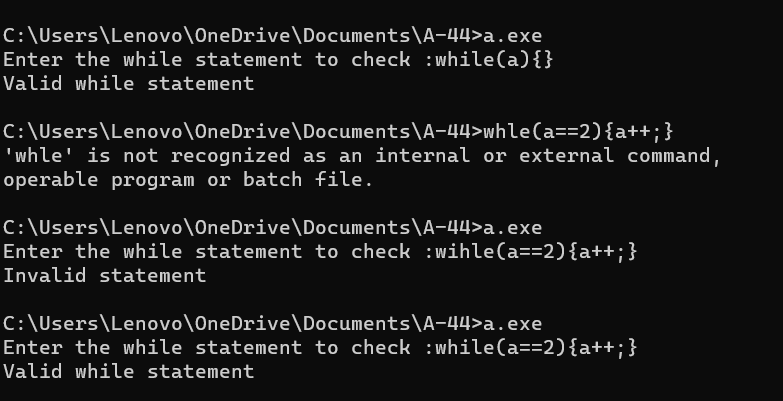 C:\Users\Lenovo\OneDrive\Documents\A-44>a.exe
Enter the while statement to check :while(a){}
Valid while statement
C:\Users\Lenovo\OneDrive\Documents\A-44>whle(a==2){a++;}
'whle' is not recognized as an internal or external command,
operable program or batch file.
C:\Users\Lenovo\OneDrive\Documents\A-44>a.exe
Enter the while statement to check :wihle(a==2){a++;}
Invalid statement
C:\Users\Lenovo\OneDrive\Documents\A-44>a.exe
Enter the while statement to check :while(a==2){a++;}
Valid while statement